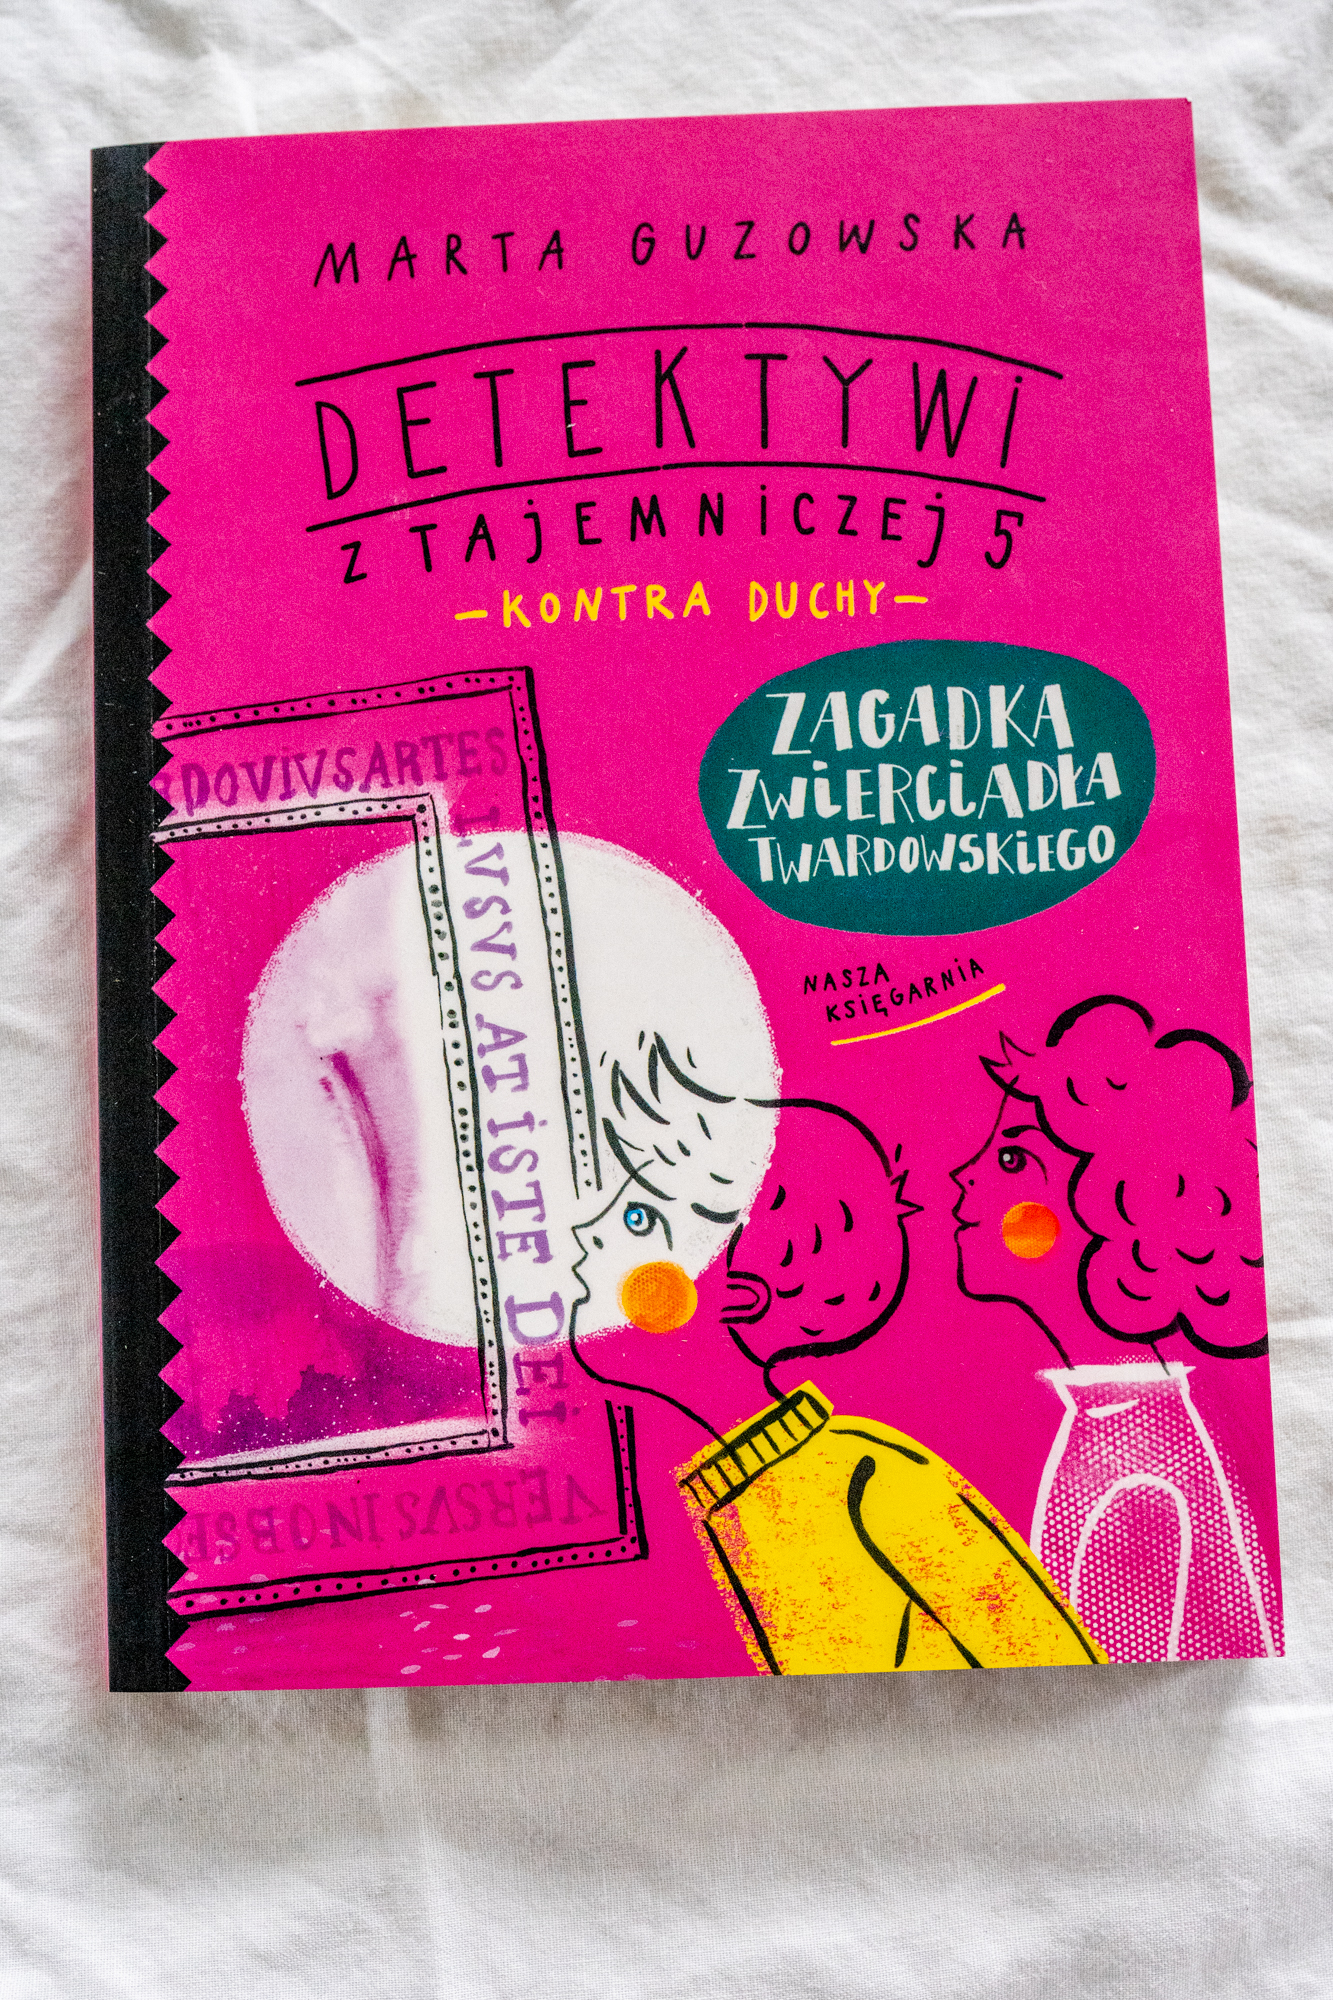 MARTA GUZOWSKA
DETEKTYWI
Z TAJEMNICZEJ 5
—KONTRA DUCHY—
ZAGADKA
ZWIERCIADŁA
TWARDOWSKIEGO
NASZA
KSIĘGARNIA
DOVIVSARTES
LVSVS AT ISTE DEI
VERSVS IN OBSE